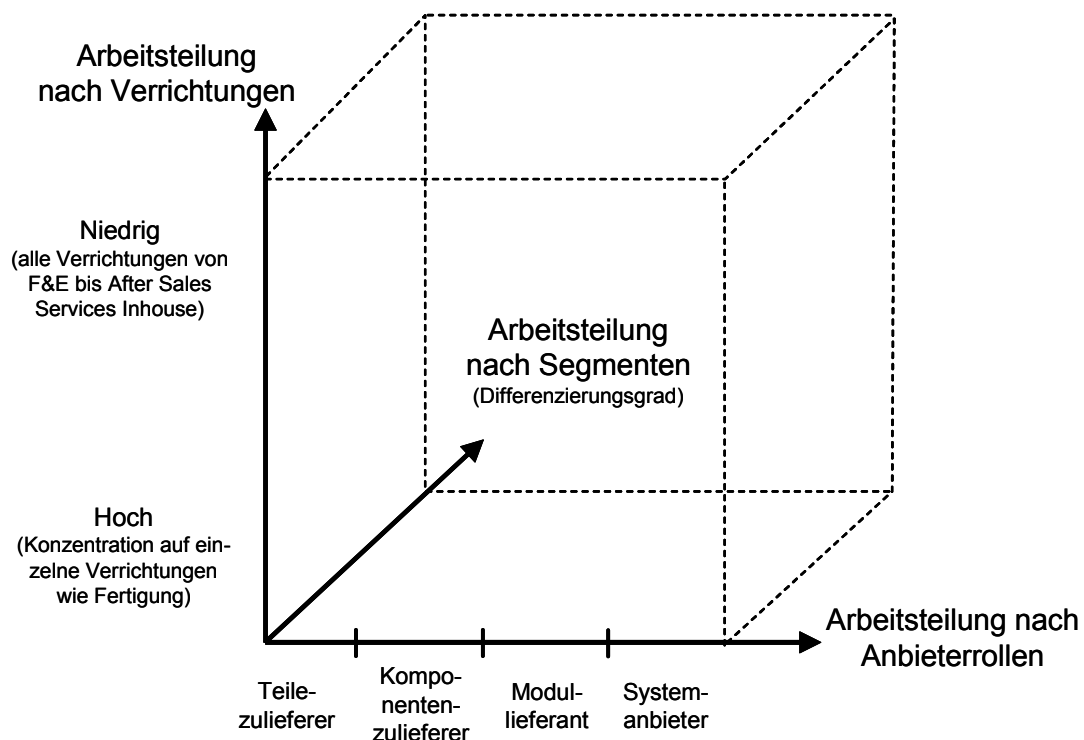 Arbeitsteilung
nach Verrichtungen
Niedrig
(alle Verrichtungen von
F&E bis After Sales
Services Inhouse)
Arbeitsteilung
nach Segmenten
(Differenzierungsgrad)
Hoch
(Konzentration auf ein-
zelne Verrichtungen
wie Fertigung)
Arbeitsteilung nach
Anbieterrollen
Teile-
zulieferer
Kompo-
nenten-
zulieferer
Modul-
lieferant
System-
anbieter